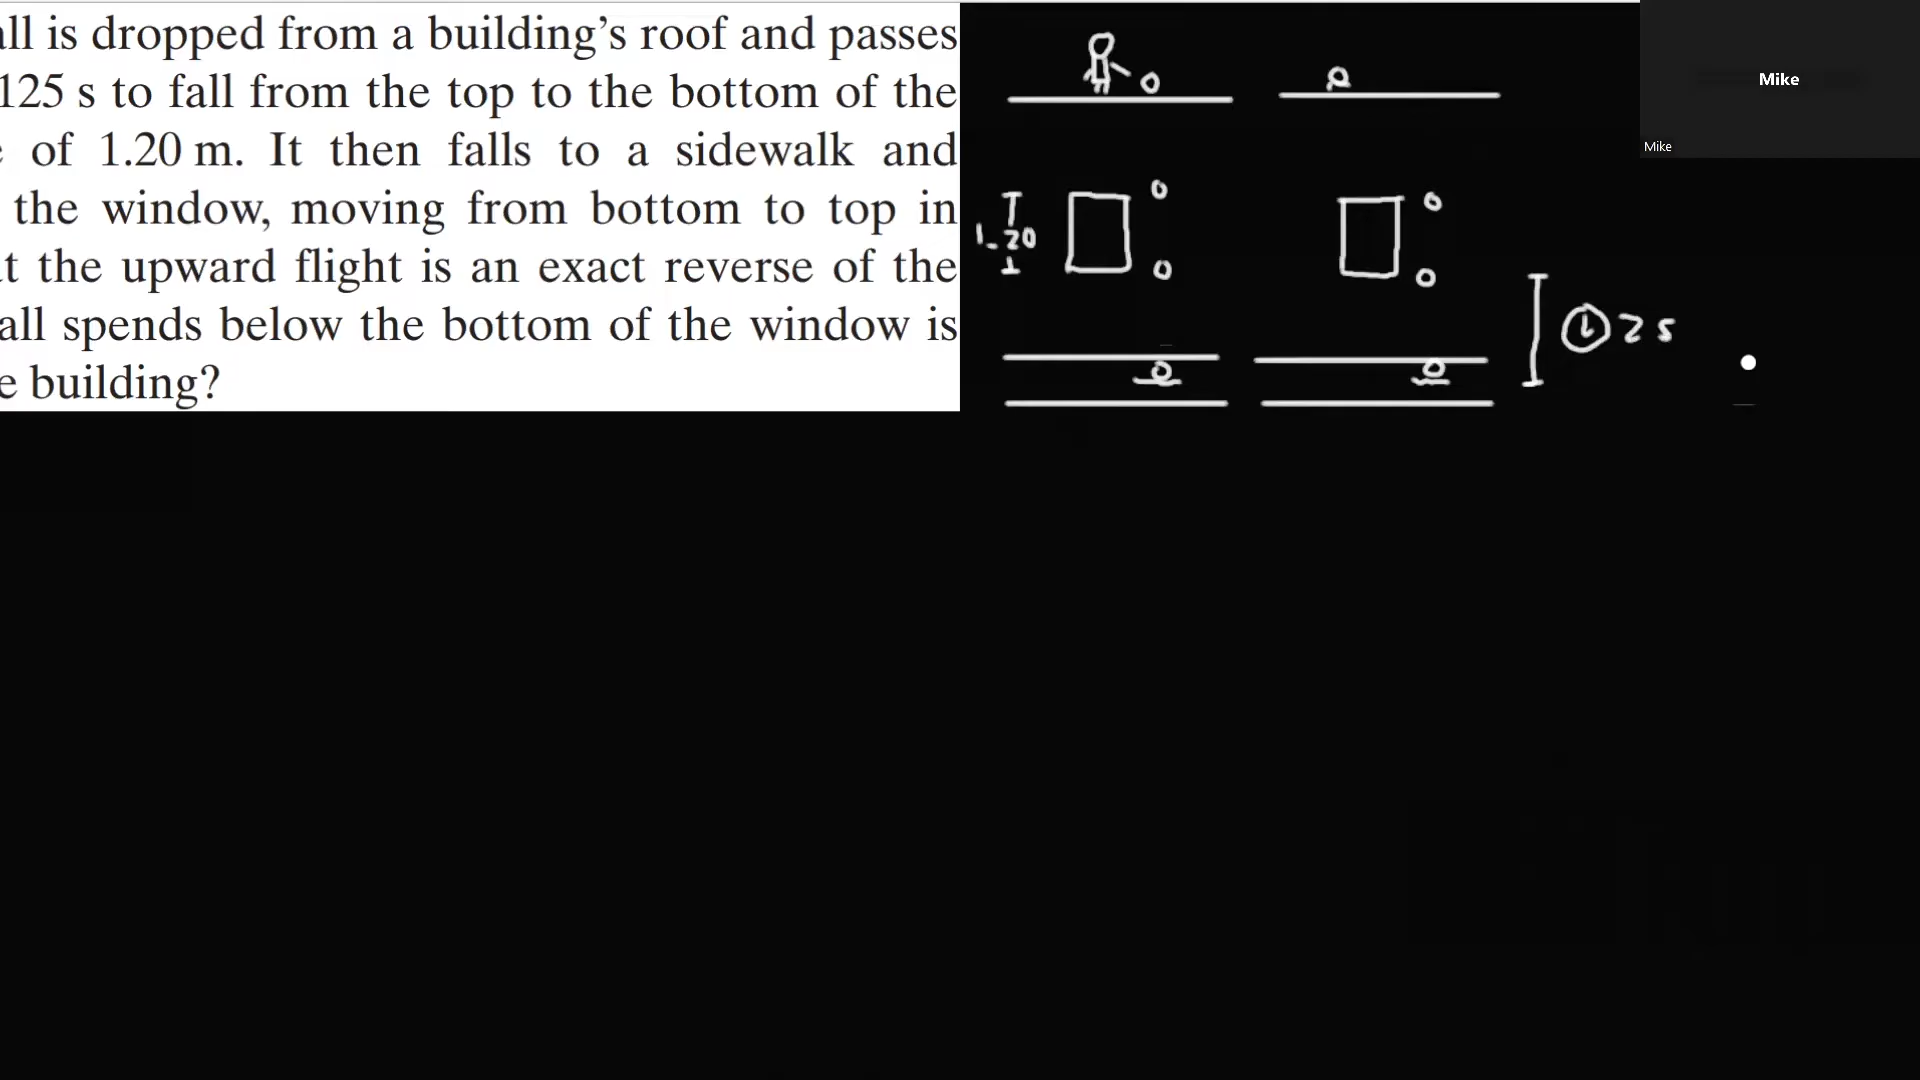 all is dropped from a building's roof and passes
125 s to fall from the top to the bottom of the
of 1.20 m. It then falls to a sidewalk and
the window, moving from bottom to top in
t the upward flight is an exact reverse of the
all spends below the bottom of the window is
e building?
1.20
2 s
Mike
Mike